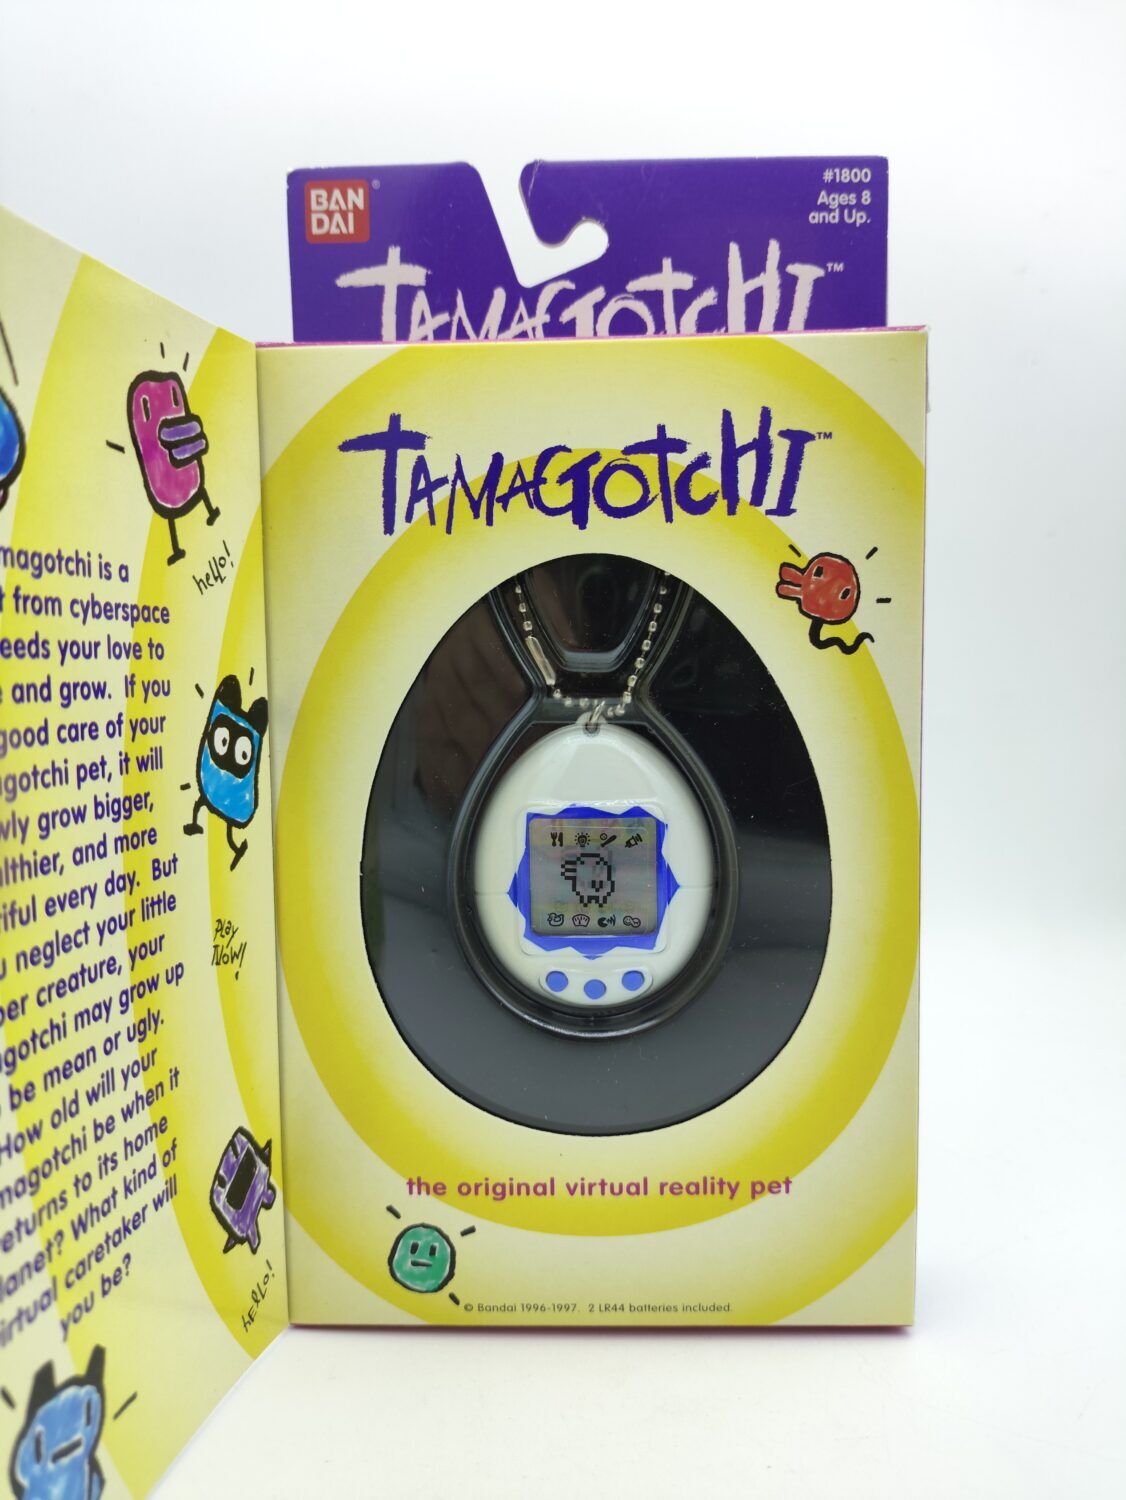 BAN
DAI
®
#1800
Ages 8
and Up.
TAMAGOTCHI™
TAMAGOTCHI™
the original virtual reality pet
© Bandai 1996-1997. 2 LR44 batteries included.
hello!
magotchi is a
from cyberspace
eeds your love to
and grow. If you
good care of your
gotchi pet, it will
wly grow bigger,
lthier, and more
iful every day. But
u neglect your little
ber creature, your
gotchi may grow up
be mean or ugly.
How old will your
magotchi be when it
eturns to its home
lanet? What kind of
irtual caretaker will
you be?
Play
Now!
hello!